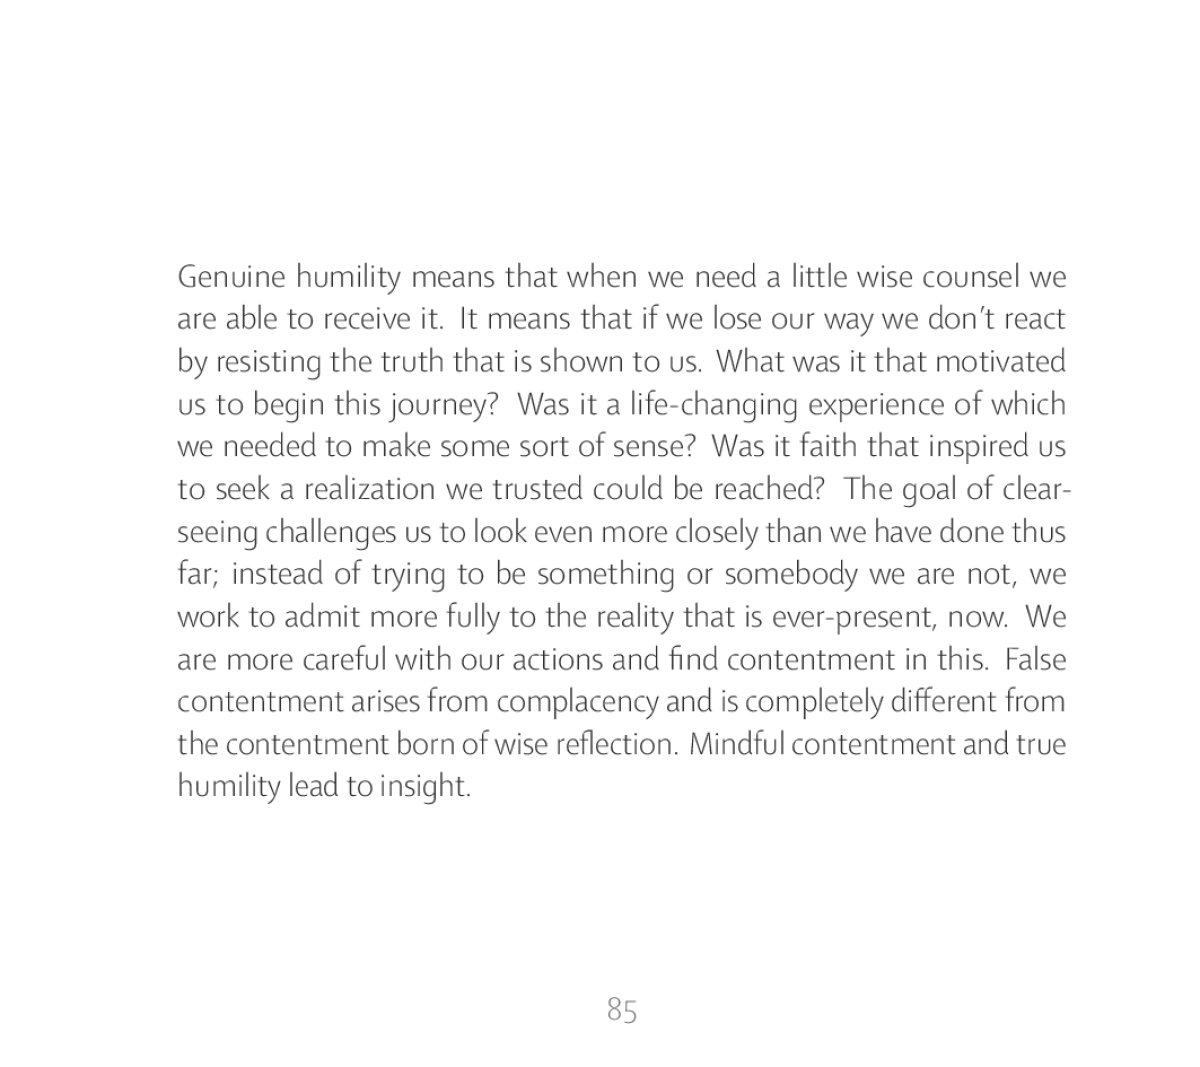 Genuine humility means that when we need a little wise counsel we
are able to receive it. It means that if we lose our way we don't react
by resisting the truth that is shown to us. What was it that motivated
us to begin this journey? Was it a life-changing experience of which
we needed to make some sort of sense? Was it faith that inspired us
to seek a realization we trusted could be reached? The goal of clear-
seeing challenges us to look even more closely than we have done thus
far; instead of trying to be something or somebody we are not, we
work to admit more fully to the reality that is ever-present, now. We
are more careful with our actions and find contentment in this. False
contentment arises from complacency and is completely different from
the contentment born of wise reflection. Mindful contentment and true
humility lead to insight.
85